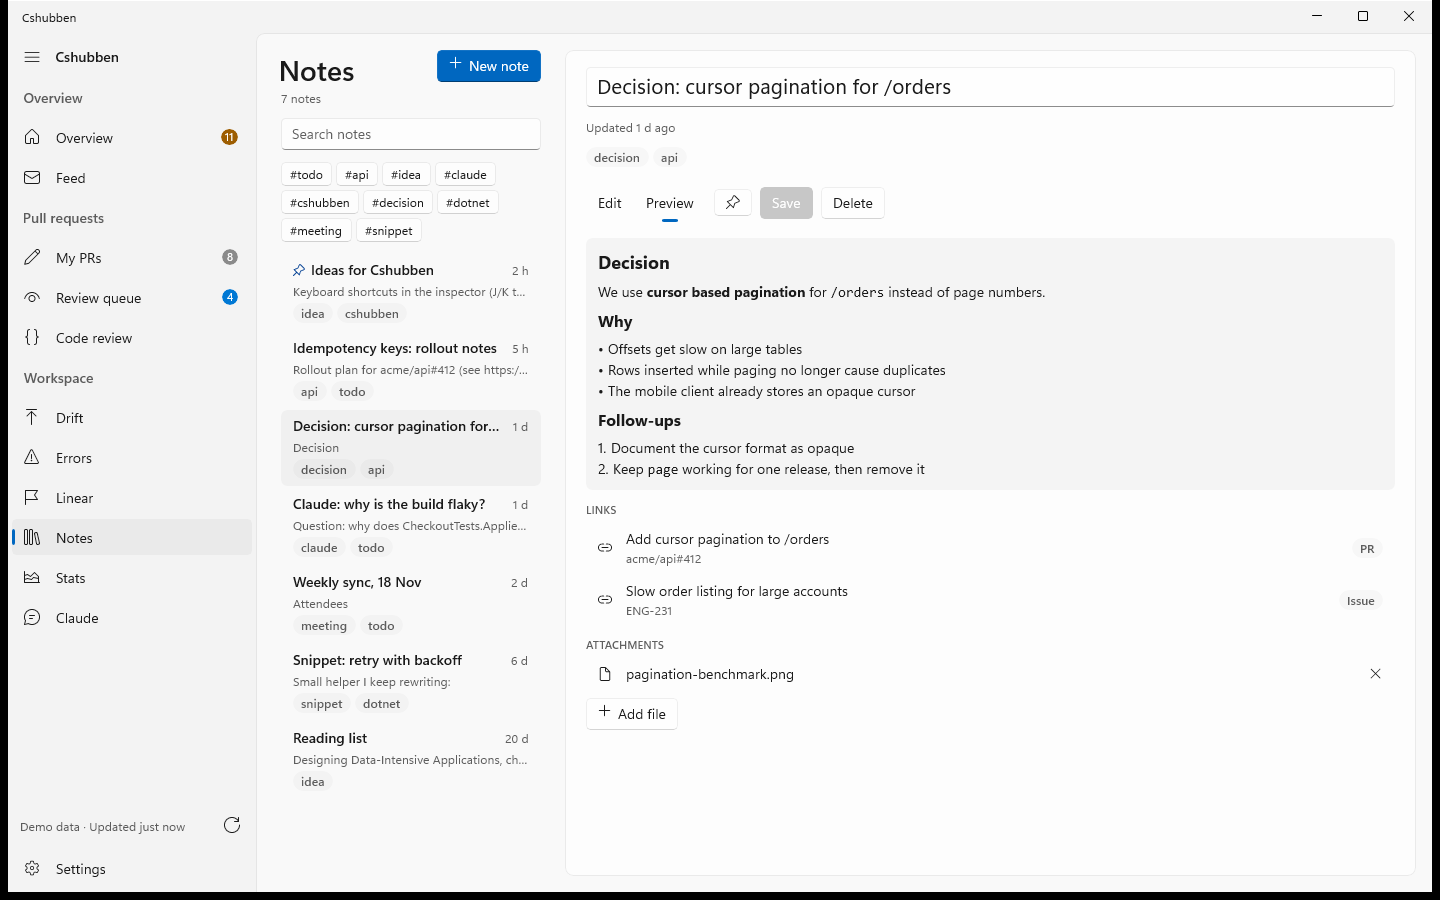 Cshubben
Cshubben
Overview
Overview 11
Feed
Pull requests
My PRs 8
Review queue 4
Code review
Workspace
Drift
Errors
Linear
Notes
Stats
Claude
Demo data · Updated just now
Settings
Notes
New note
7 notes
Search notes
#todo #api #idea #claude
#cshubben #decision #dotnet
#meeting #snippet
Ideas for Cshubben 2 h
Keyboard shortcuts in the inspector (J/K t...
idea cshubben
Idempotency keys: rollout notes 5 h
Rollout plan for acme/api#412 (see https:/...
api todo
Decision: cursor pagination for... 1 d
Decision
decision api
Claude: why is the build flaky? 1 d
Question: why does CheckoutTests.Applie...
claude todo
Weekly sync, 18 Nov 2 d
Attendees
meeting todo
Snippet: retry with backoff 6 d
Small helper I keep rewriting:
snippet dotnet
Reading list 20 d
Designing Data-Intensive Applications, ch...
idea
Decision: cursor pagination for /orders
Updated 1 d ago
decision api
Edit Preview Save Delete
Decision
We use cursor based pagination for /orders instead of page numbers.
Why
• Offsets get slow on large tables
• Rows inserted while paging no longer cause duplicates
• The mobile client already stores an opaque cursor
Follow-ups
1. Document the cursor format as opaque
2. Keep page working for one release, then remove it
LINKS
Add cursor pagination to /orders
acme/api#412
PR
Slow order listing for large accounts
ENG-231
Issue
ATTACHMENTS
pagination-benchmark.png
Add file